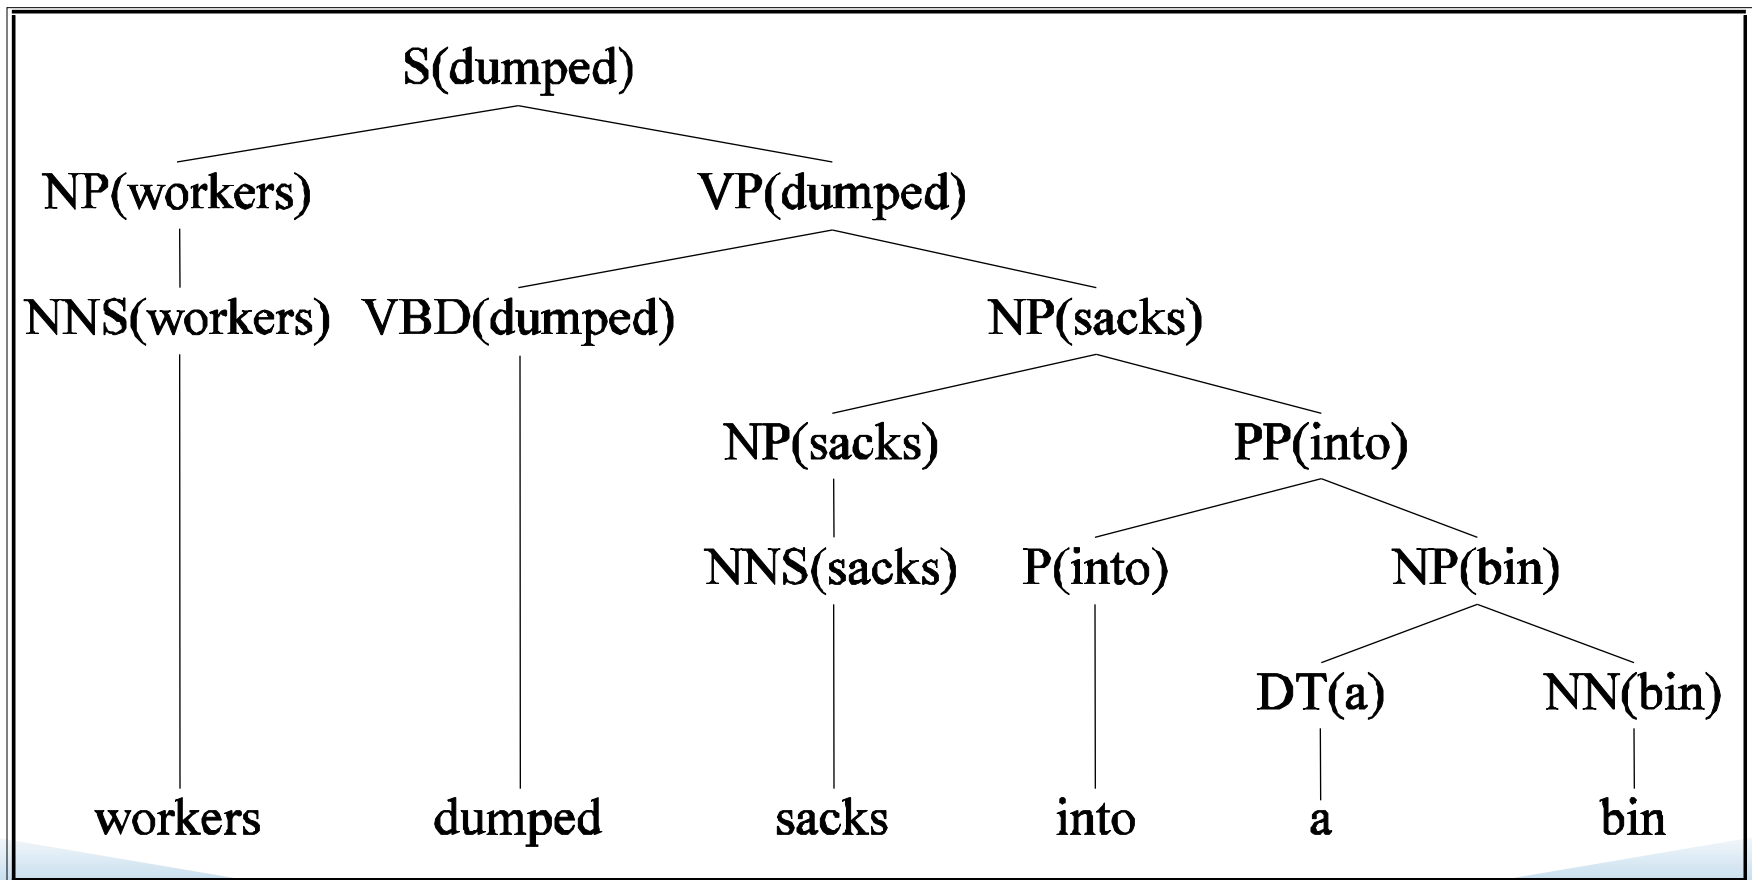 S(dumped)
NP(workers) VP(dumped)
NNS(workers) VBD(dumped) NP(sacks)
NP(sacks) PP(into)
NNS(sacks) P(into) NP(bin)
DT(a) NN(bin)
workers dumped sacks into a bin